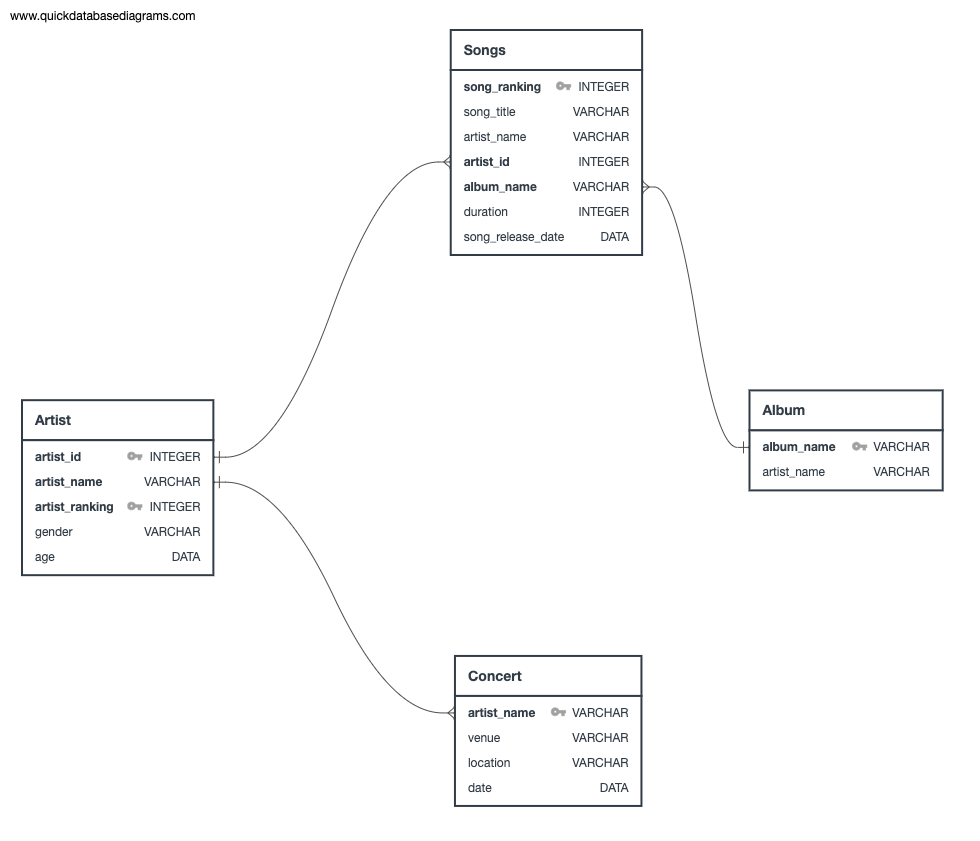 www.quickdatabasediagrams.com
Songs
song_ranking INTEGER
song_title VARCHAR
artist_name VARCHAR
artist_id INTEGER
album_name VARCHAR
duration INTEGER
song_release_date DATA
Artist
artist_id INTEGER
artist_name VARCHAR
artist_ranking INTEGER
gender VARCHAR
age DATA
Album
album_name VARCHAR
artist_name VARCHAR
Concert
artist_name VARCHAR
venue VARCHAR
location VARCHAR
date DATA